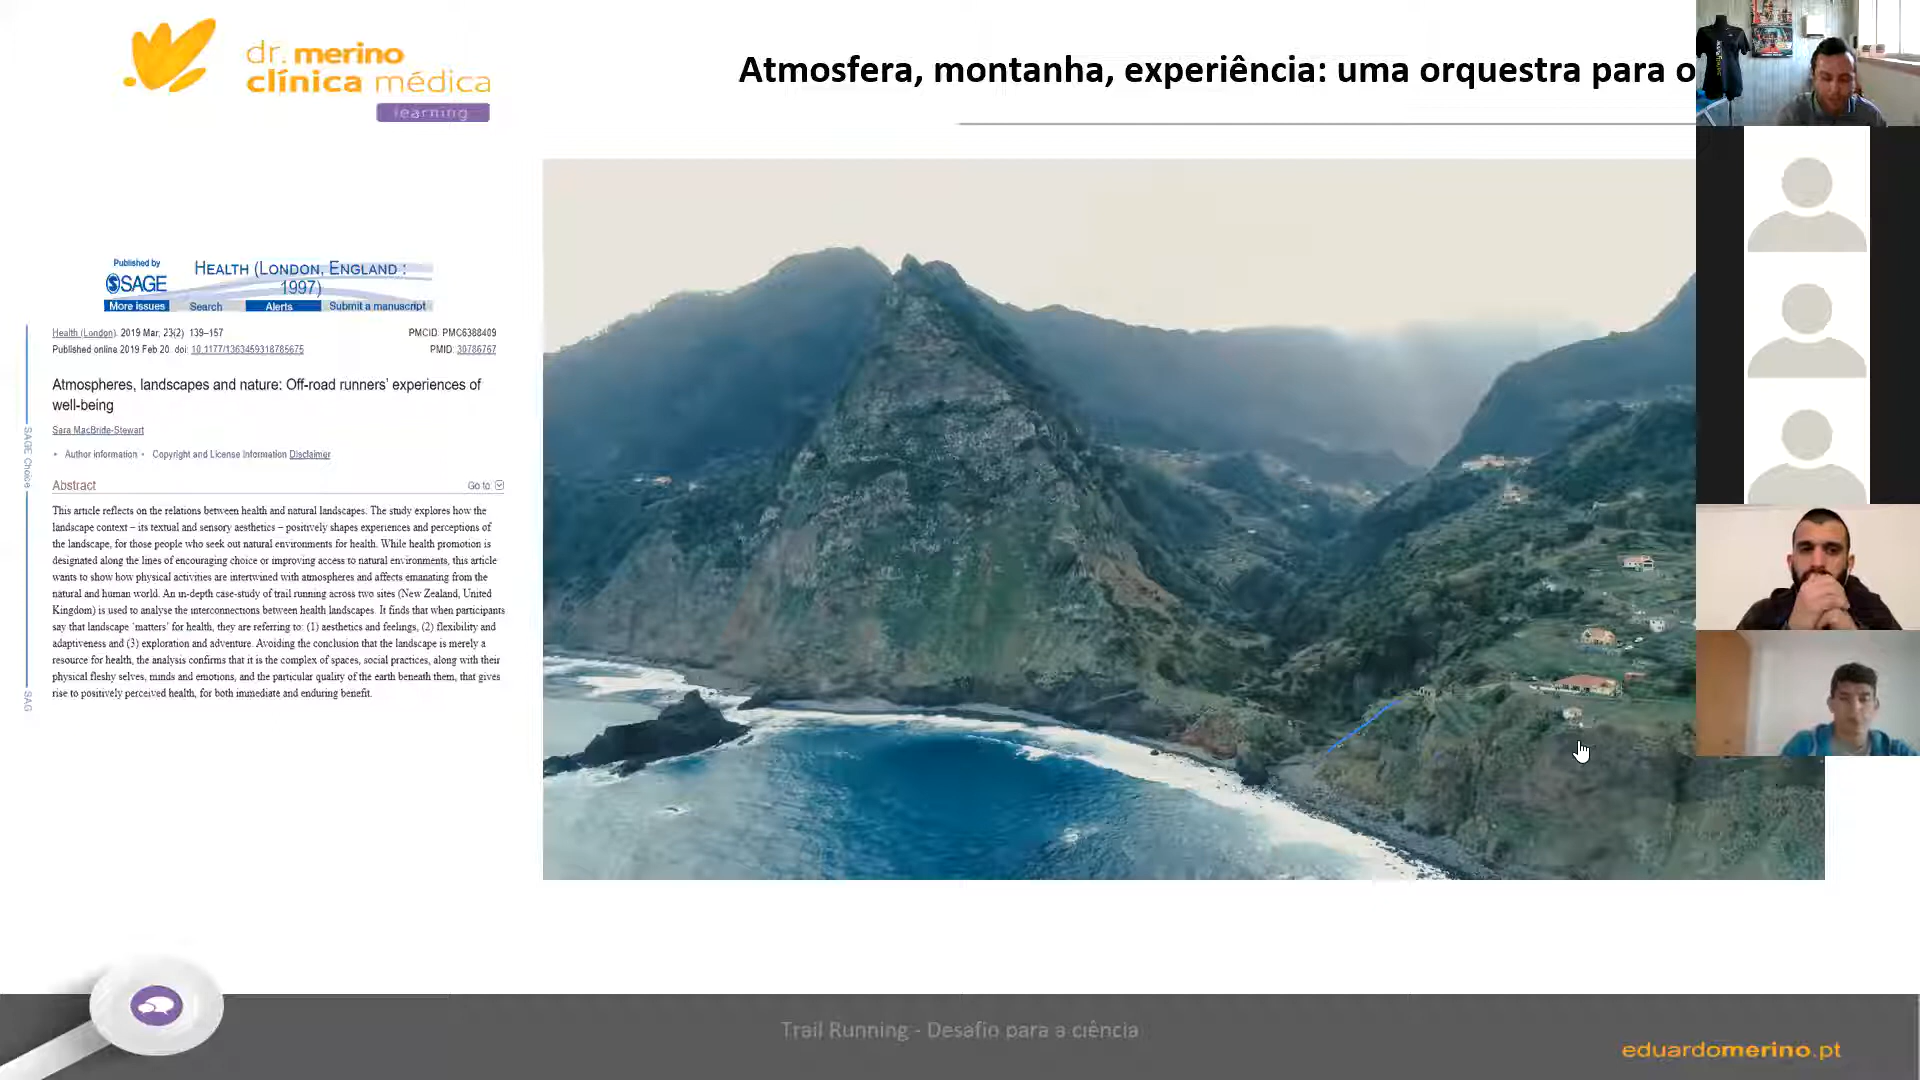 dr. merino
clínica médica
learning
Atmosfera, montanha, experiência: uma orquestra para o
Published by
SAGE
HEALTH (LONDON, ENGLAND :
1997)
More issues Search Alerts Submit a manuscript
Health (London). 2019 Mar; 23(2) 139–157
PMCID: PMC6388409
Published online 2019 Feb 20. doi: 10.1177/1363459318785675
PMID: 30786767
Atmospheres, landscapes and nature: Off-road runners' experiences of
well-being
Sara MacBride-Stewart
• Author information • Copyright and License Information Disclaimer
Abstract Go to
This article reflects on the relations between health and natural landscapes. The study explores how the
landscape context – its textual and sensory aesthetics – positively shapes experiences and perceptions of
the landscape, for those people who seek out natural environments for health. While health promotion is
designated along the lines of encouraging choice or improving access to natural environments, this article
wants to show how physical activities are intertwined with atmospheres and affects emanating from the
natural and human world. An in-depth case-study of trail running across two sites (New Zealand, United
Kingdom) is used to analyse the interconnections between health landscapes. It finds that when participants
say that landscape ‘matters’ for health, they are referring to: (1) aesthetics and feelings, (2) flexibility and
adaptiveness and (3) exploration and adventure. Avoiding the conclusion that the landscape is merely a
resource for health, the analysis confirms that it is the complex of spaces, social practices, along with their
physical fleshy selves, minds and emotions, and the particular quality of the earth beneath them, that gives
rise to positively perceived health, for both immediate and enduring benefit.
SAGE Choice
SAG
Trail Running - Desafio para a ciência
eduardomerino.pt